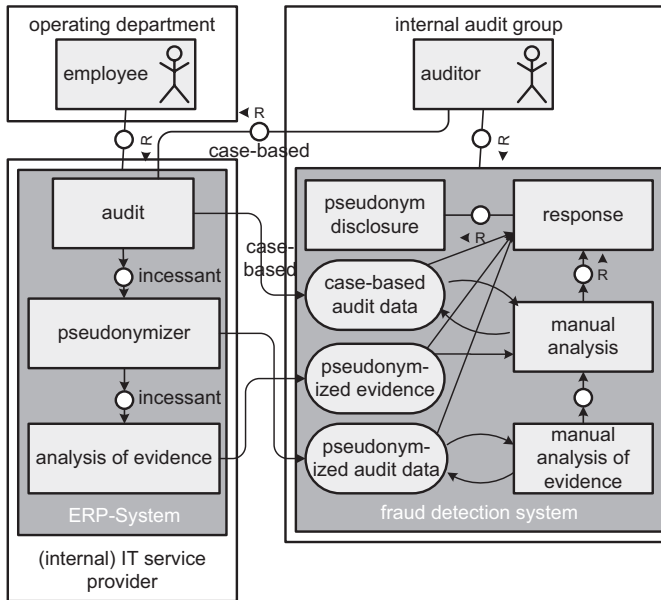 operating department
employee
R
internal audit group
auditor
R
R
case-based
audit
incessant
pseudonymizer
incessant
analysis of evidence
ERP-System
(internal) IT service
provider
case-
based
pseudonym
disclosure
R
response
case-based
audit data
R
manual
analysis
pseudonym-
ized evidence
pseudonym-
ized audit data
manual
analysis of
evidence
fraud detection system